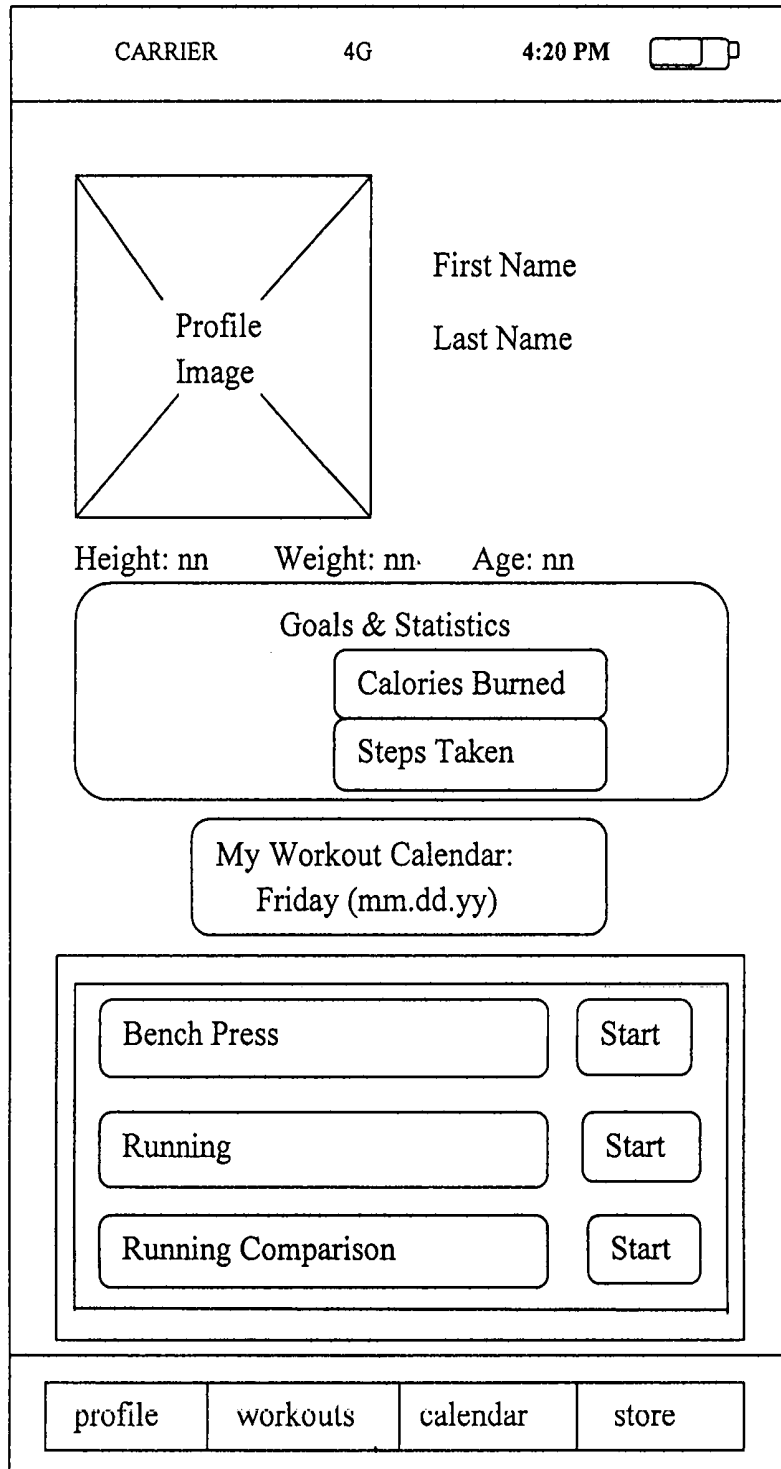 CARRIER 4G 4:20 PM
First Name
Last Name
Profile
Image
Height: nn Weight: nn Age: nn
Goals & Statistics
Calories Burned
Steps Taken
My Workout Calendar:
Friday (mm.dd.yy)
Bench Press Start
Running Start
Running Comparison Start
profile workouts calendar store